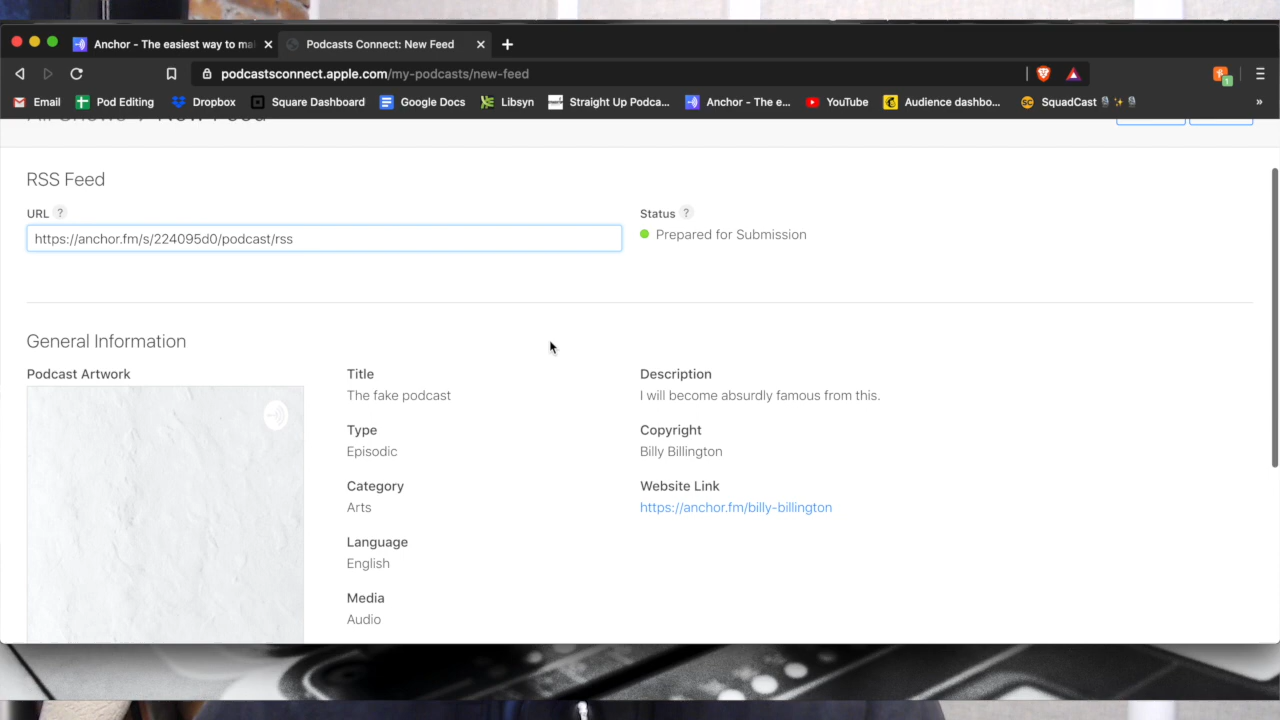 Anchor - The easiest way to ma
Podcasts Connect: New Feed
podcastsconnect.apple.com/my-podcasts/new-feed
1
Email
Pod Editing
Dropbox
Square Dashboard
Google Docs
Libsyn
Straight Up Podca...
Anchor - The e...
YouTube
Audience dashbo...
SC
SquadCast
»
New Feed
RSS Feed
URL ?
https://anchor.fm/s/224095d0/podcast/rss
Status ?
Prepared for Submission
General Information
Podcast Artwork
Title
The fake podcast
Type
Episodic
Category
Arts
Language
English
Media
Audio
Description
I will become absurdly famous from this.
Copyright
Billy Billington
Website Link
https://anchor.fm/billy-billington